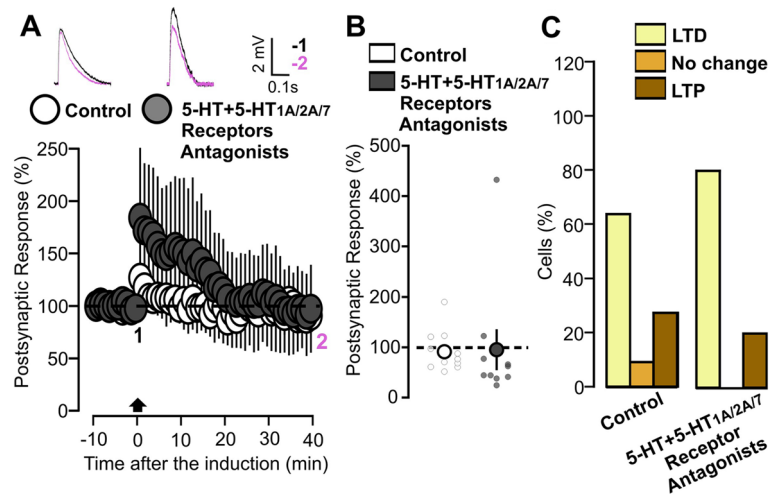 A
2 mV
-1
-2
0.1s
Control
5-HT+5-HT1A/2A/7
Receptors
Antagonists
Postsynaptic Response (%)
250
200
150
100
50
0
1
2
-10
0
10
20
30
40
Time after the induction (min)
B
Control
5-HT+5-HT1A/2A/7
Receptors
Antagonists
Postsynaptic Response (%)
500
400
300
200
100
0
C
LTD
No change
LTP
Cells (%)
120
80
60
40
20
0
Control
5-HT+5-HT1A/2A/7
Receptor
Antagonists